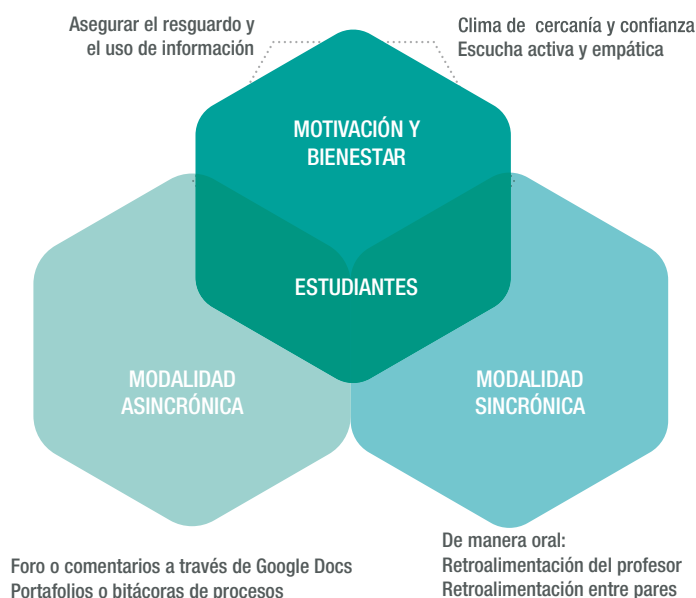 Asegurar el resguardo y
el uso de información
Clima de cercanía y confianza
Escucha activa y empática
MOTIVACIÓN Y
BIENESTAR
ESTUDIANTES
MODALIDAD
ASINCRÓNICA
MODALIDAD
SINCRÓNICA
Foro o comentarios a través de Google Docs
Portafolios o bitácoras de procesos
De manera oral:
Retroalimentación del profesor
Retroalimentación entre pares